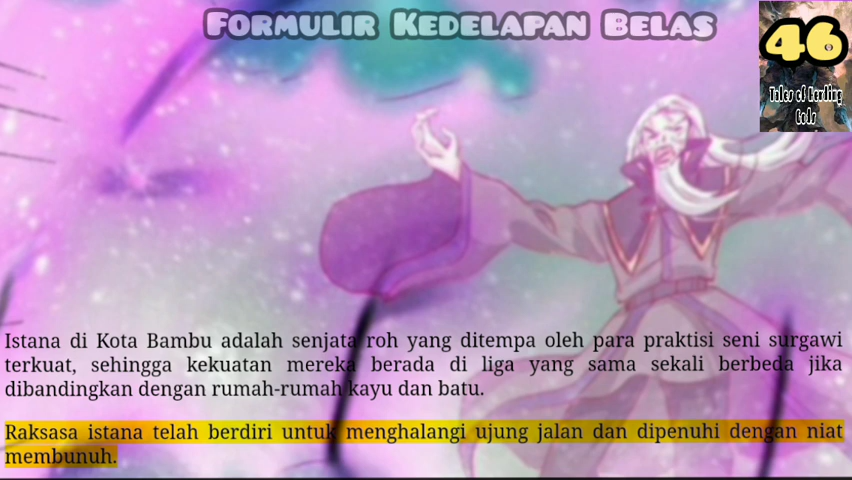 Formulir Kedelapan Belas
46
Tales of Herding
Gods
Istana di Kota Bambu adalah senjata roh yang ditempa oleh para praktisi seni surgawi
terkuat, sehingga kekuatan mereka berada di liga yang sama sekali berbeda jika
dibandingkan dengan rumah-rumah kayu dan batu.
Raksasa istana telah berdiri untuk menghalangi ujung jalan dan dipenuhi dengan niat
membunuh.